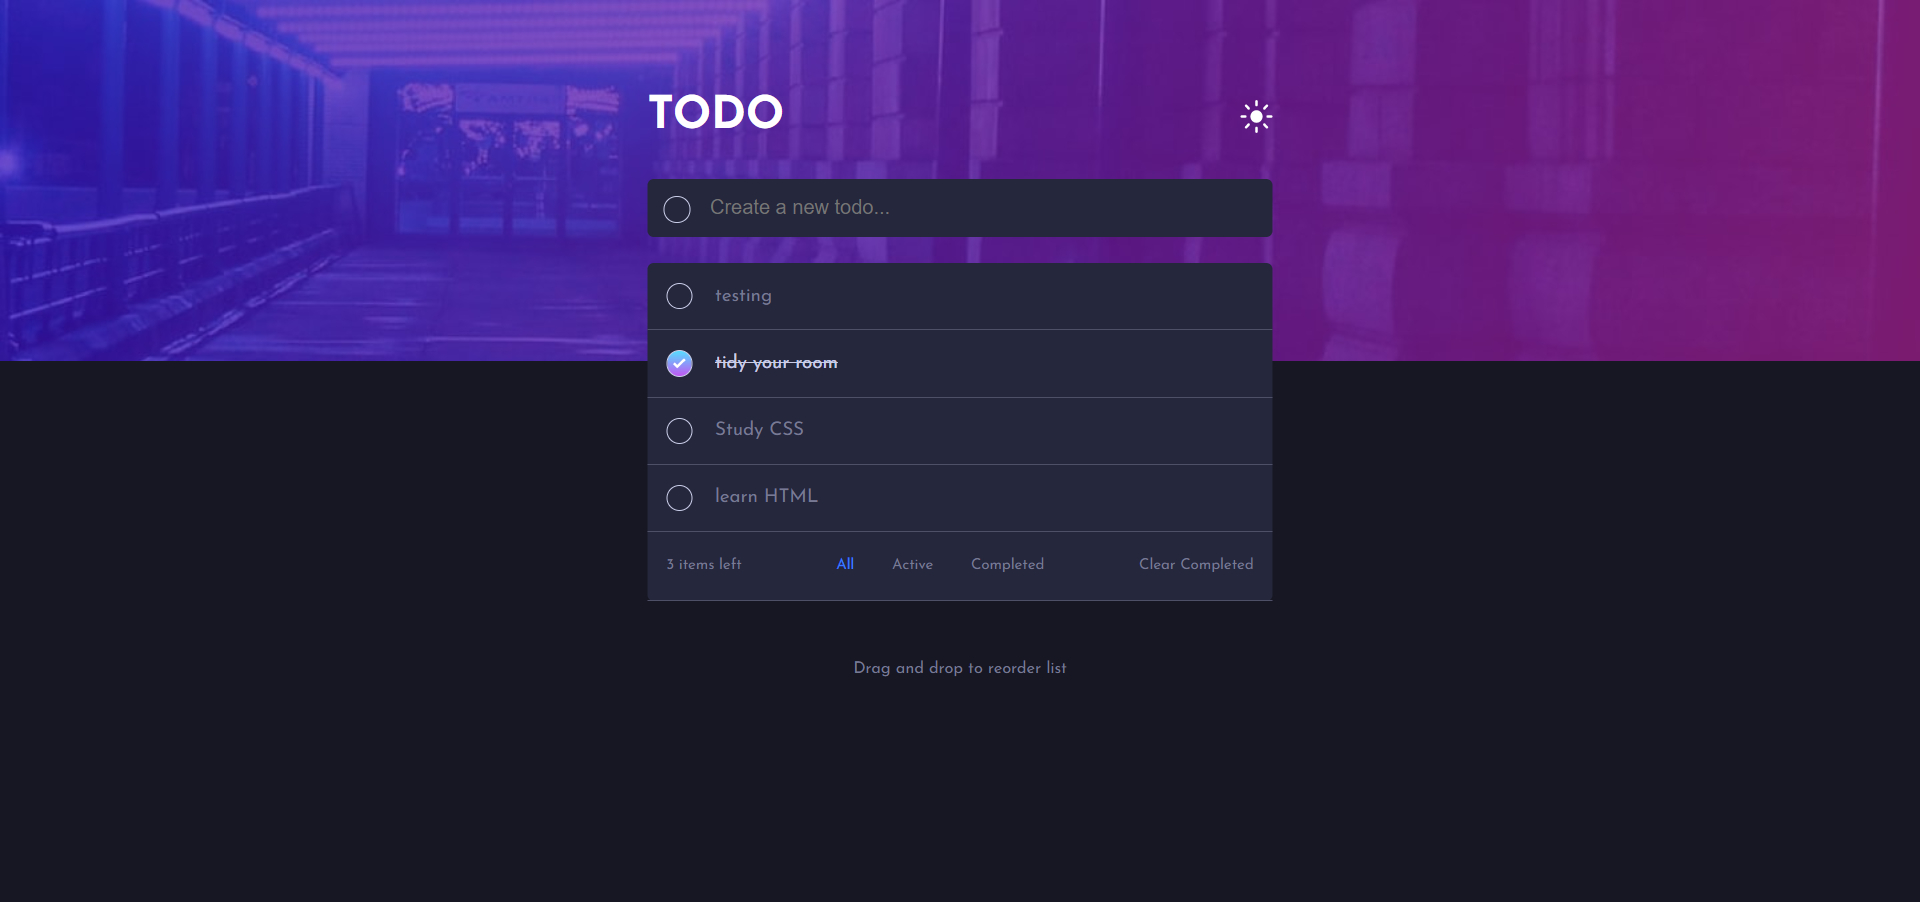 TODO
Create a new todo...
testing
tidy your room
Study CSS
learn HTML
3 items left All Active Completed Clear Completed
Drag and drop to reorder list